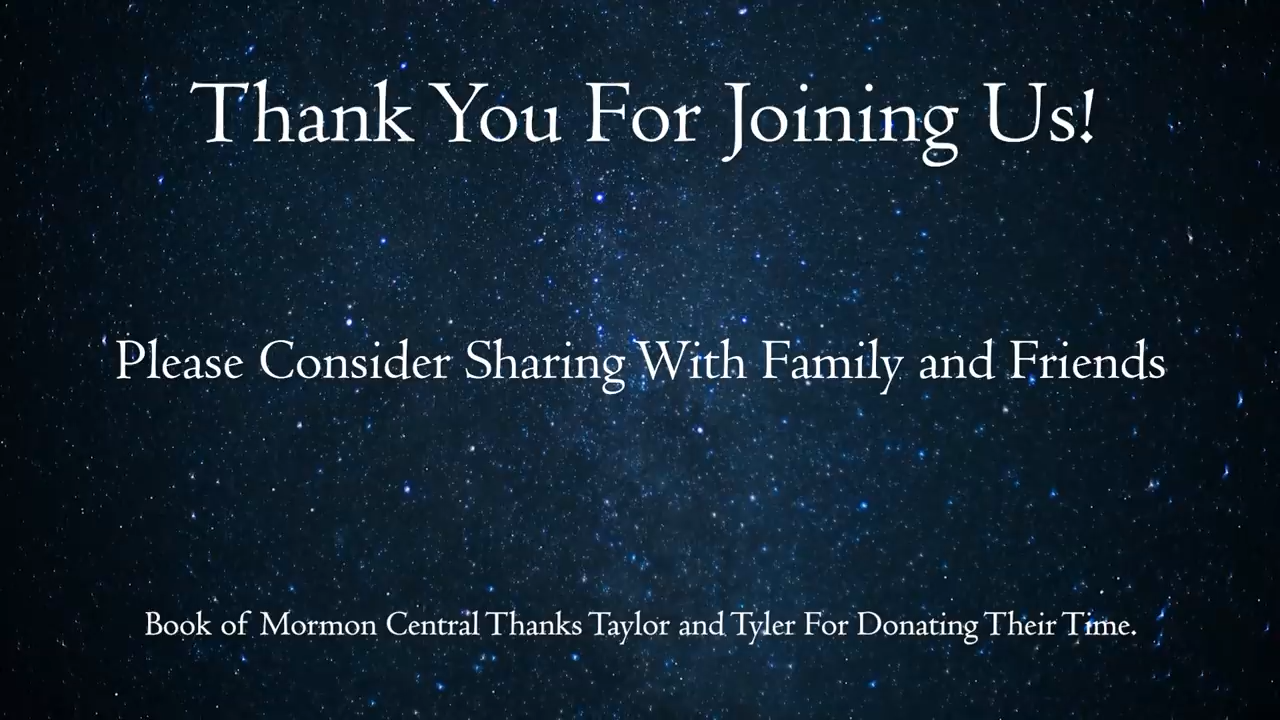 Thank You For Joining Us!
Please Consider Sharing With Family and Friends
Book of Mormon Central Thanks Taylor and Tyler For Donating Their Time.